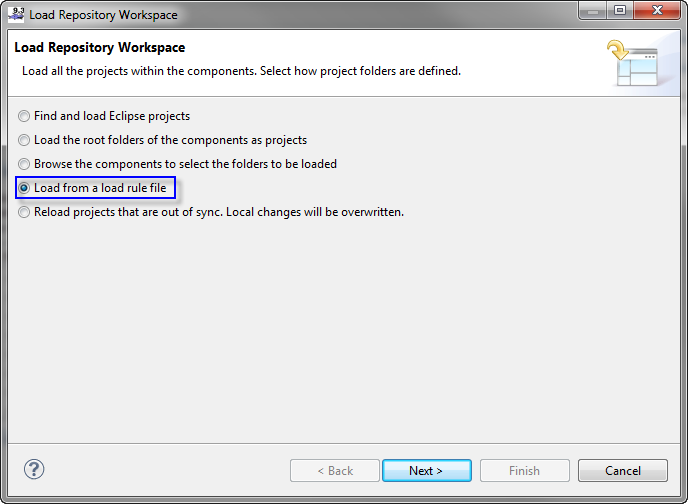 9.3
Load Repository Workspace
Load Repository Workspace
Load all the projects within the components. Select how project folders are defined.
Find and load Eclipse projects
Load the root folders of the components as projects
Browse the components to select the folders to be loaded
Load from a load rule file
Reload projects that are out of sync. Local changes will be overwritten.
?
< Back
Next >
Finish
Cancel